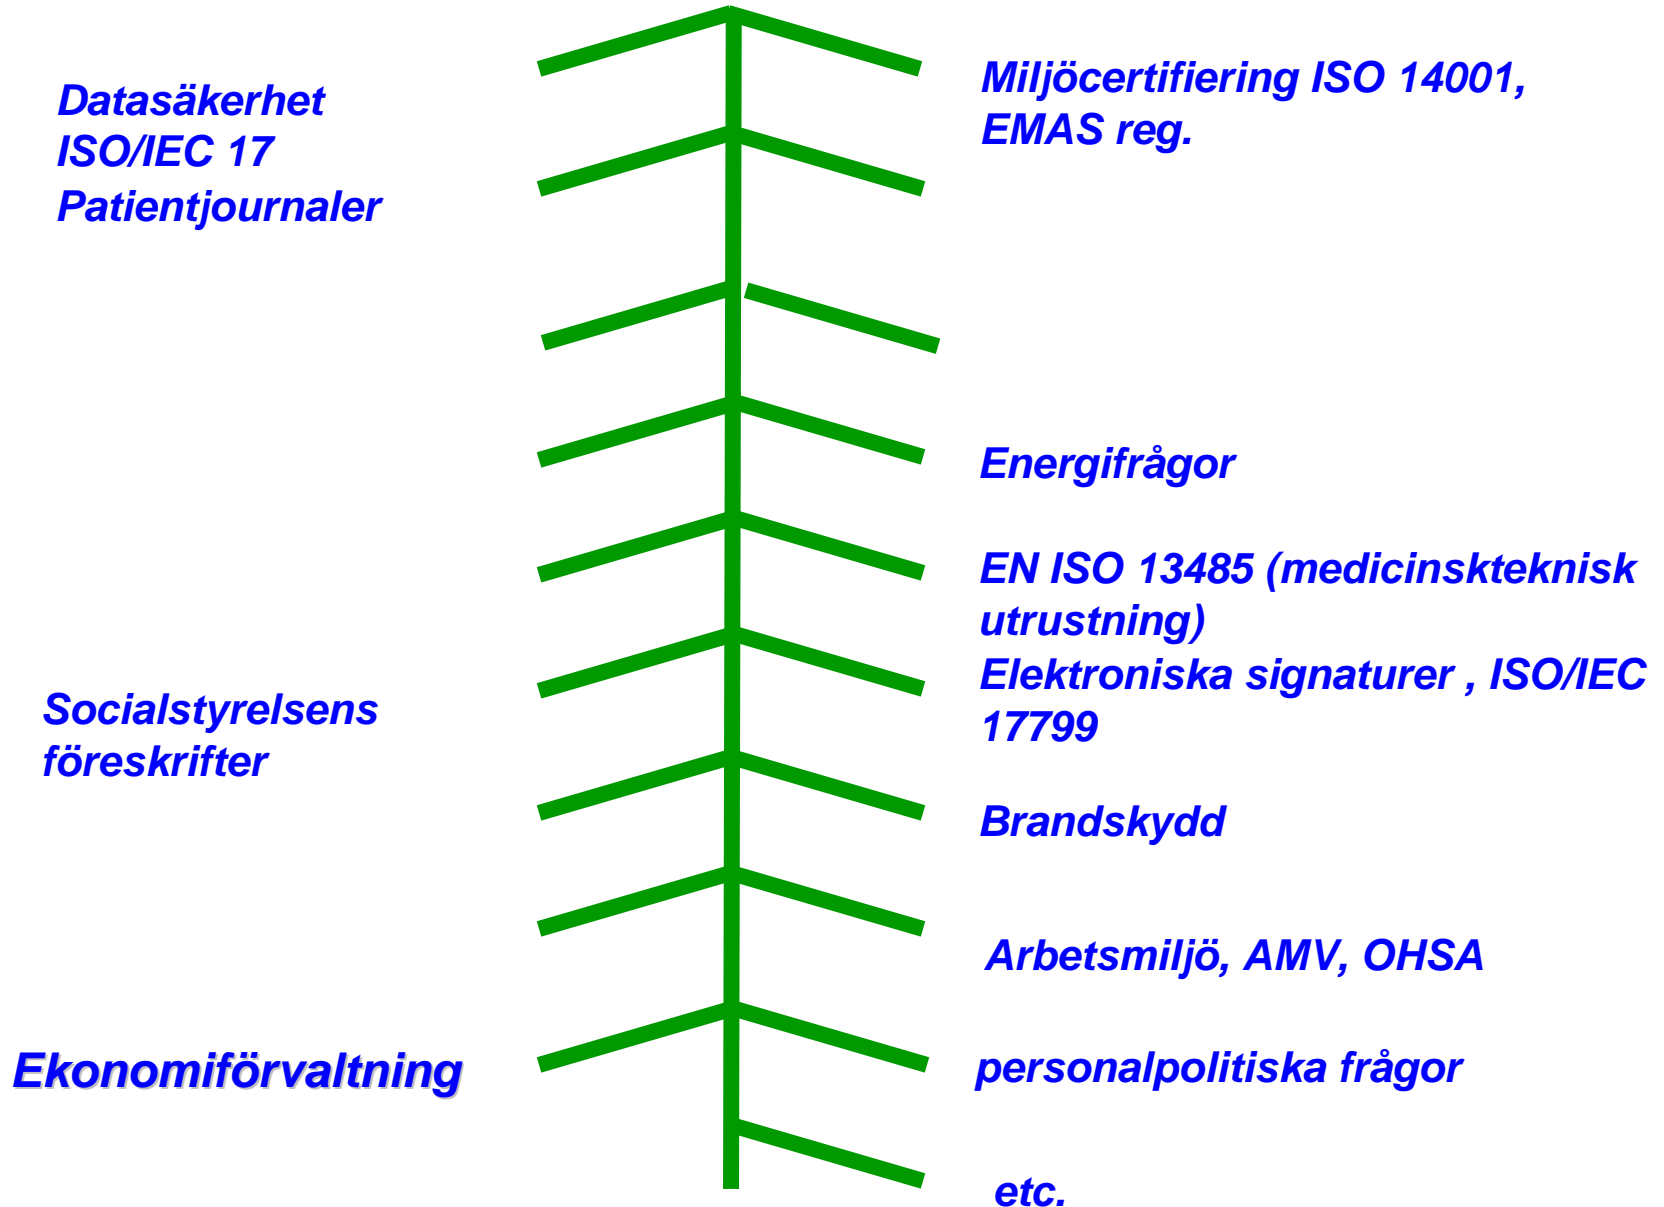 Datasäkerhet
ISO/IEC 17
Patientjournaler
Socialstyrelsens
föreskrifter
Ekonomiförvaltning
Miljöcertifiering ISO 14001,
EMAS reg.
Energifrågor
EN ISO 13485 (medicinskteknisk
utrustning)
Elektroniska signaturer , ISO/IEC
17799
Brandskydd
Arbetsmiljö, AMV, OHSA
personalpolitiska frågor
etc.